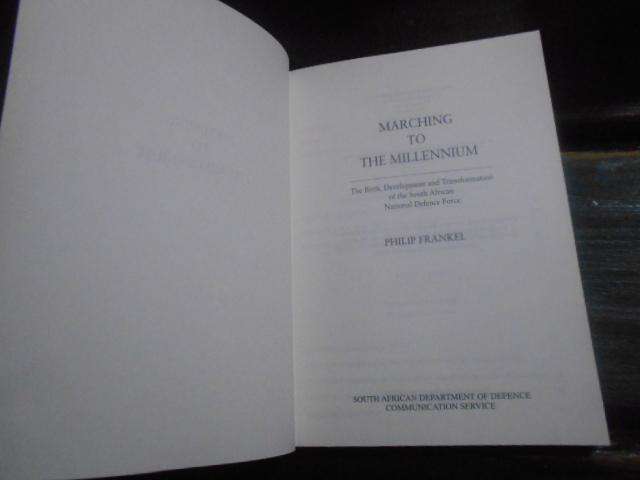 MARCHING
TO
THE MILLENNIUM
The Birth, Development and Transformation
of the South African
National Defence Force
PHILIP FRANKEL
SOUTH AFRICAN DEPARTMENT OF DEFENCE
COMMUNICATION SERVICE